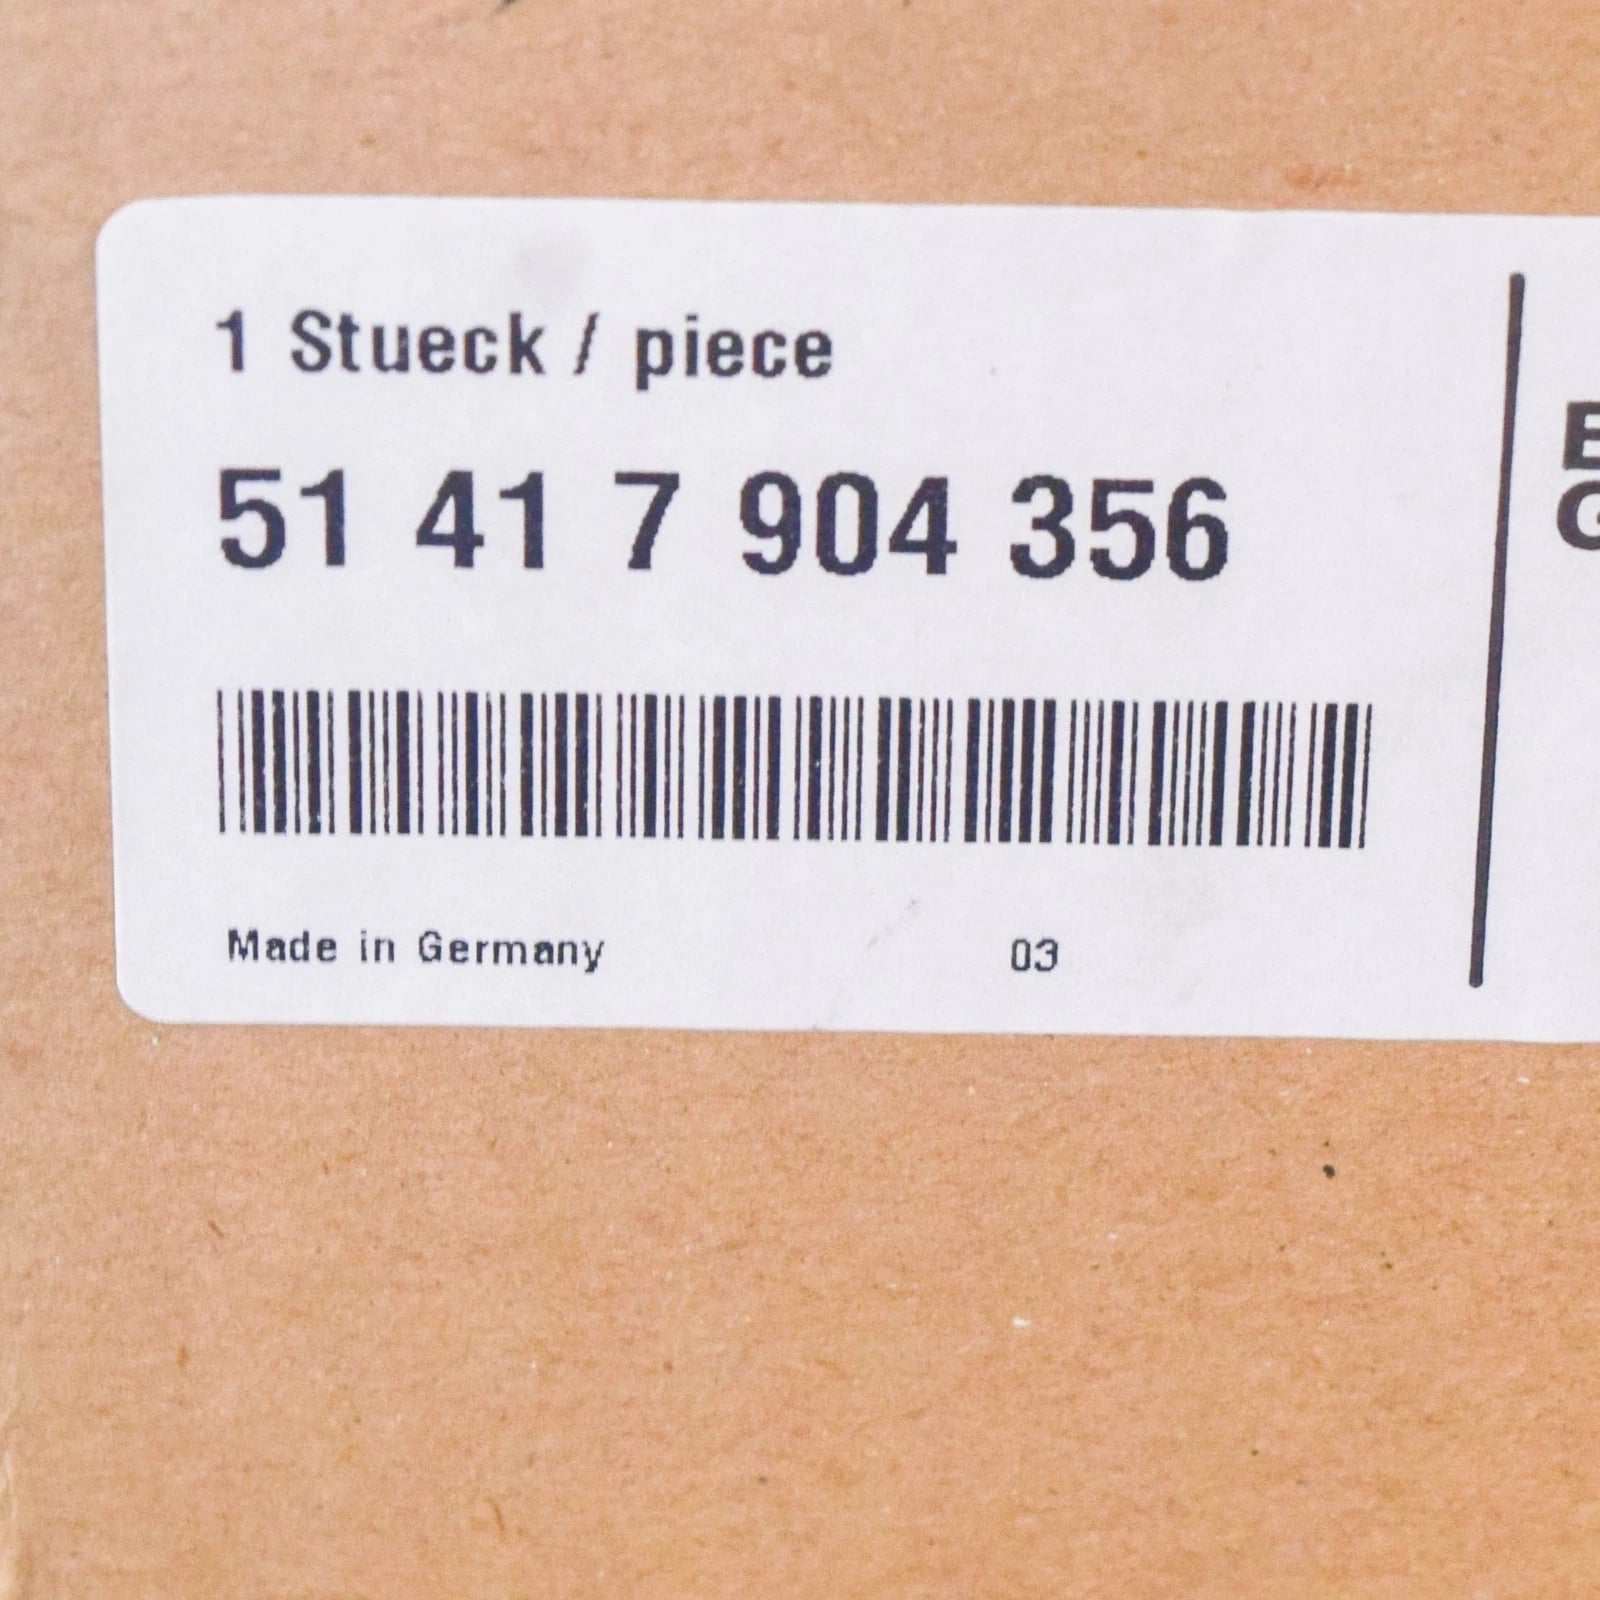 1 Stueck / piece
51 41 7 904 356
Made in Germany 03